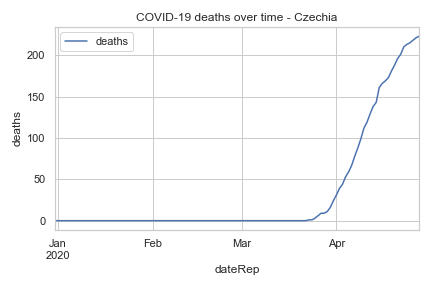 COVID-19 deaths over time - Czechia
deaths
200
150
100
50
0
deaths
Jan
2020
Feb
Mar
Apr
dateRep